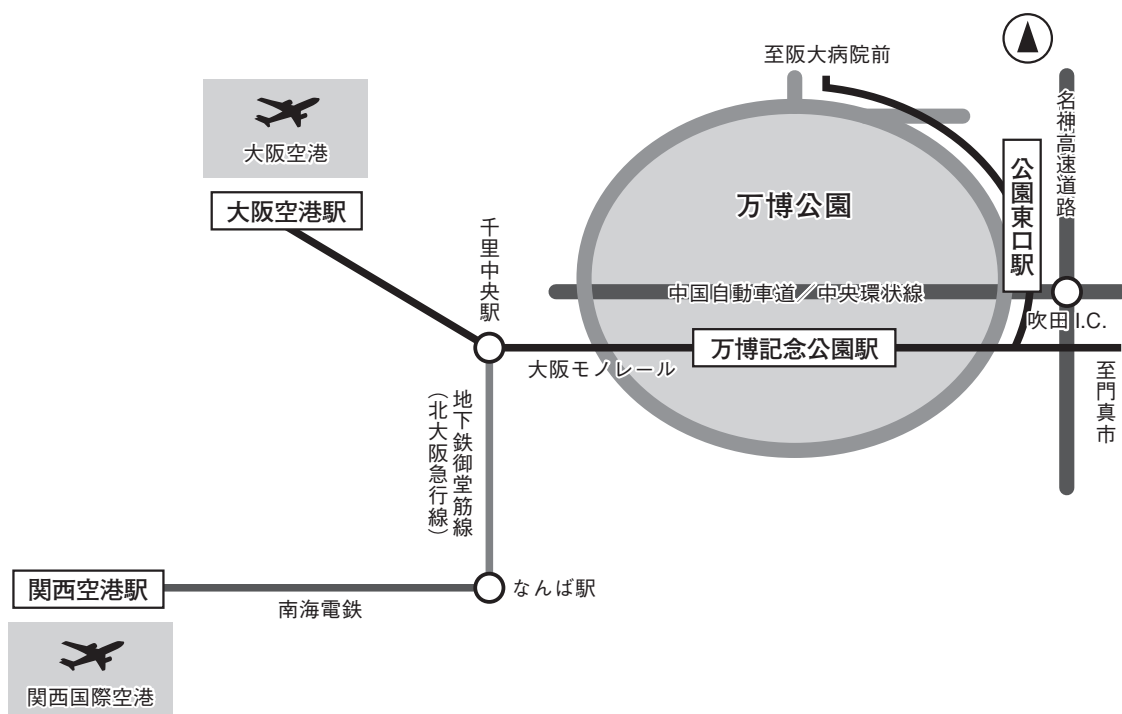 至阪大病院前
大阪空港
大阪空港駅
千里中央駅
万博公園
公園東口駅
名神高速道路
中国自動車道／中央環状線
吹田 I.C.
万博記念公園駅
大阪モノレール
至門真市
地下鉄御堂筋線
（北大阪急行線）
関西空港駅
南海電鉄
なんば駅
関西国際空港